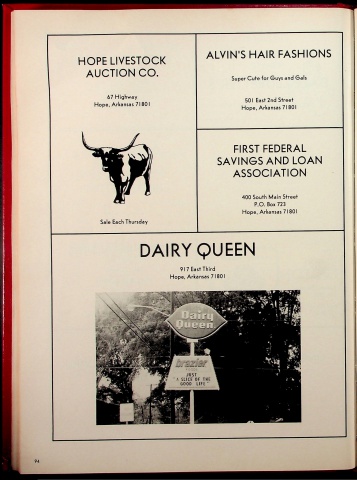 HOPE LIVESTOCK
AUCTION CO.
67 Highway
Hope, Arkansas 71801
Sale Each Thursday
ALVIN'S HAIR FASHIONS
Super Cute for Guys and Gals
501 East 2nd Street
Hope, Arkansas 71801
FIRST FEDERAL
SAVINGS AND LOAN
ASSOCIATION
400 South Main Street
P.O. Box 723
Hope, Arkansas 71801
DAIRY QUEEN
917 East Third
Hope, Arkansas 71801
Dairy
Queen
brazier
JUST
"A SLICE OF THE
GOOD LIFE"
94